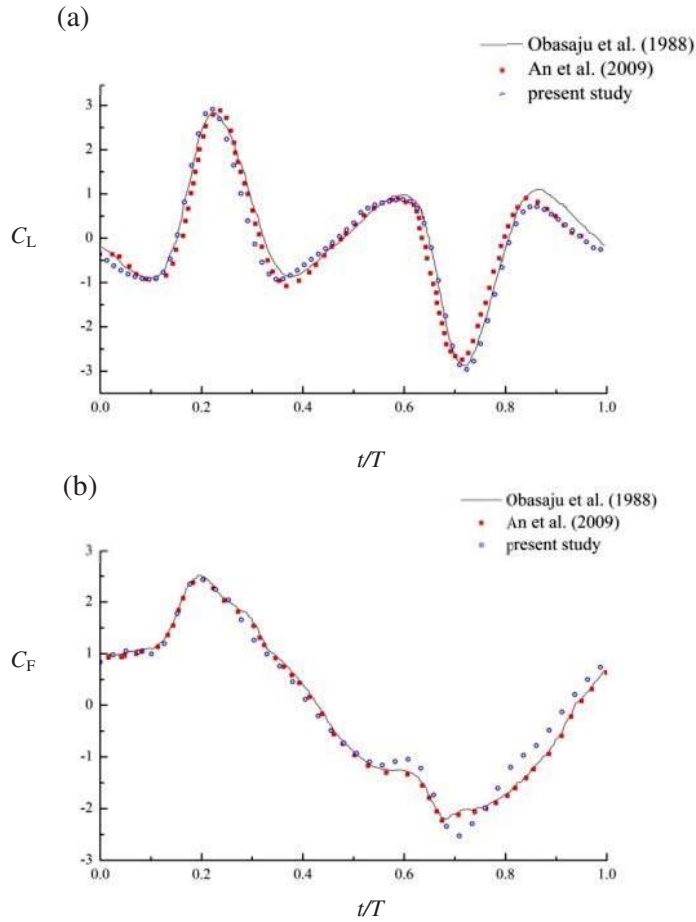 (a)
Obasaju et al. (1988)
An et al. (2009)
present study
3
2
1
0
-1
-2
-3
C_L
0.0 0.2 0.4 0.6 0.8 1.0
t/T
(b)
Obasaju et al. (1988)
An et al. (2009)
present study
3
2
1
0
-1
-2
-3
C_F
0.0 0.2 0.4 0.6 0.8 1.0
t/T